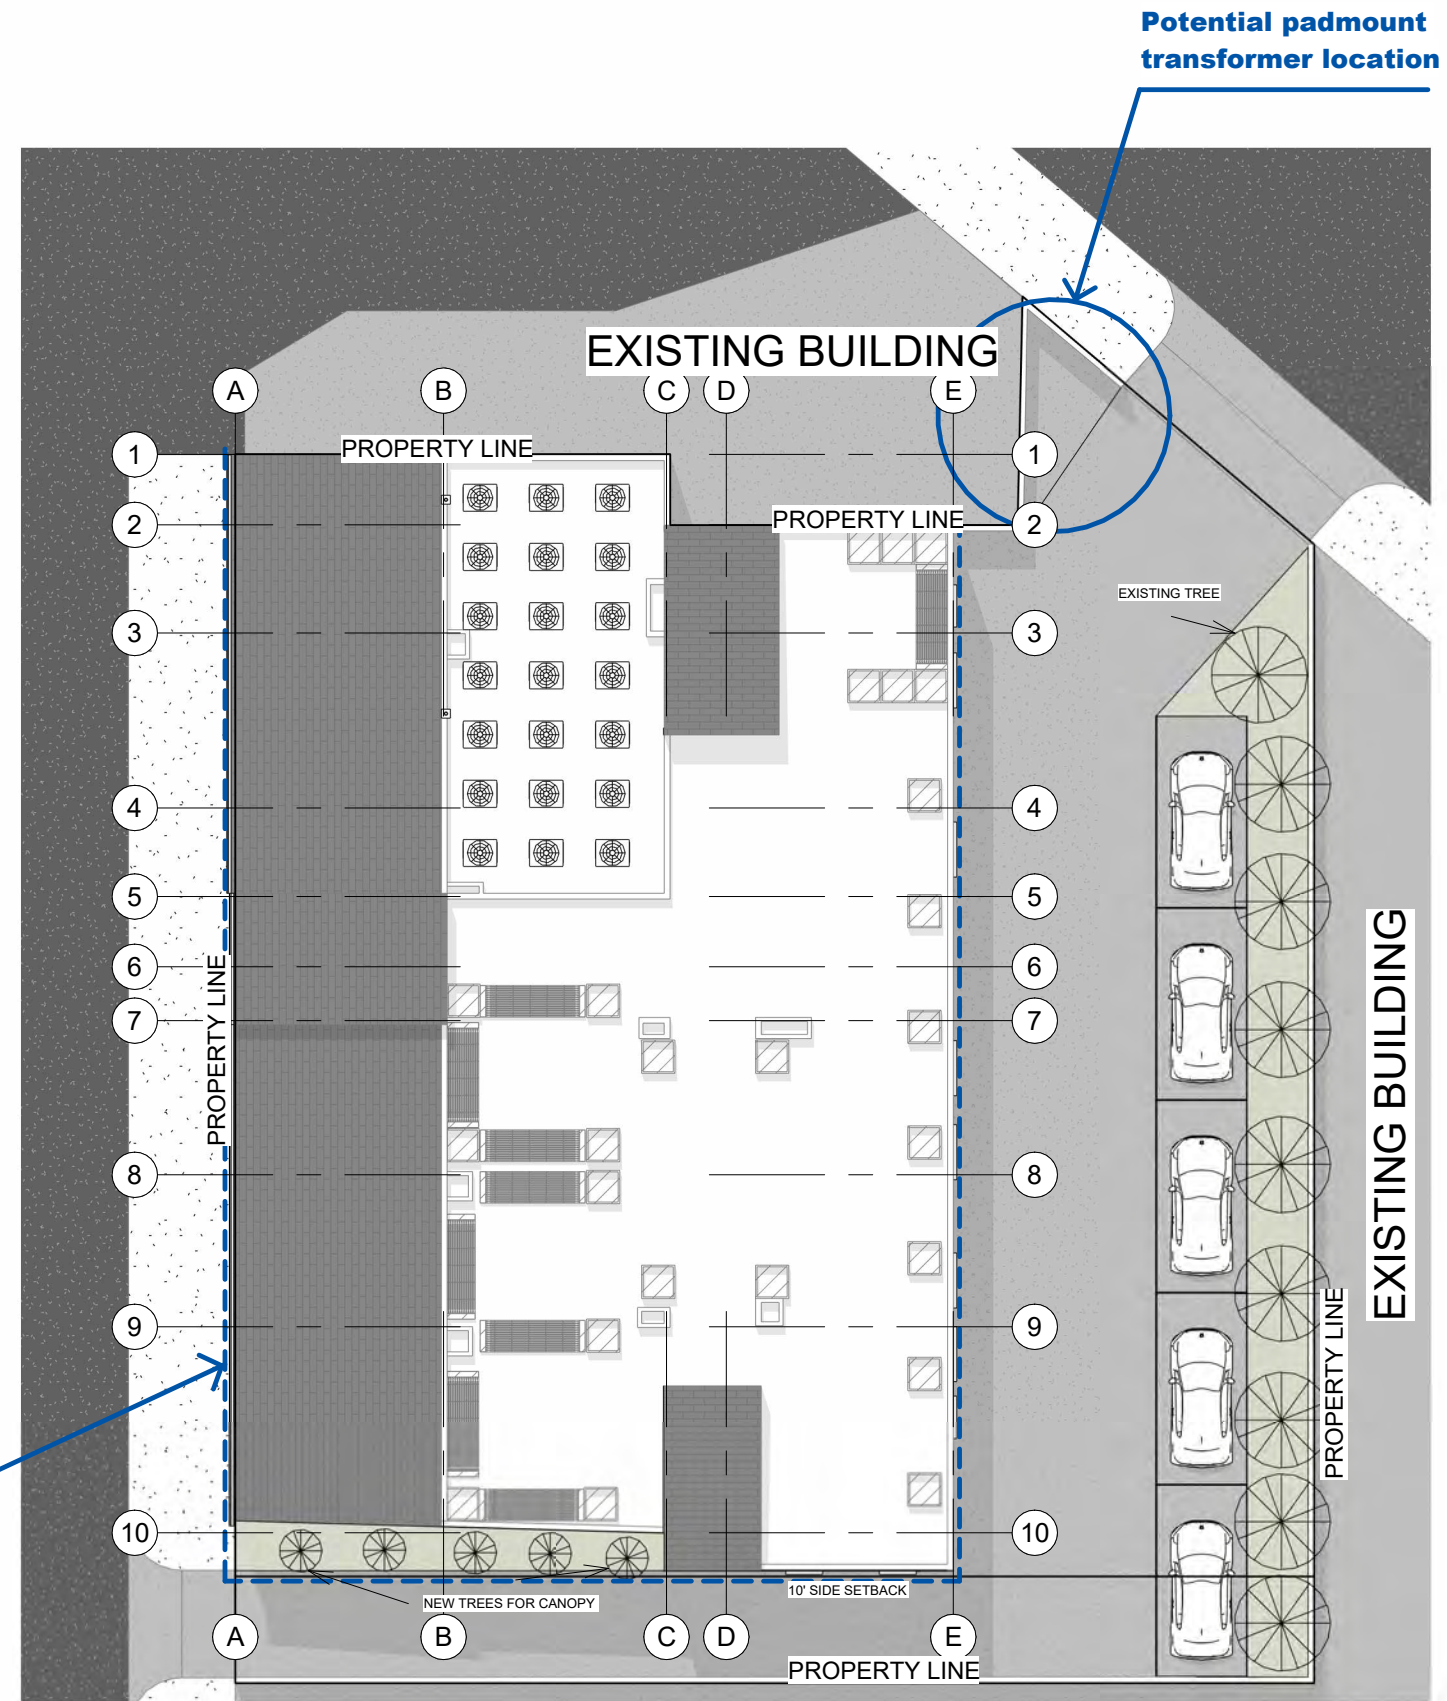 Potential padmount
transformer location
EXISTING BUILDING
A B C D E
PROPERTY LINE
1 1
PROPERTY LINE
2 2
EXISTING TREE
3 3
4 4
5 5
6 6
7 7
PROPERTY LINE
8 8
EXISTING BUILDING
9 9
PROPERTY LINE
10 10
10' SIDE SETBACK
NEW TREES FOR CANOPY
A B C D E
PROPERTY LINE